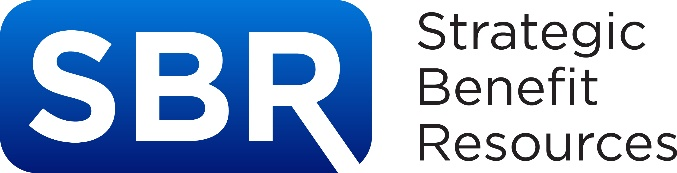 SBR
Strategic
Benefit
Resources